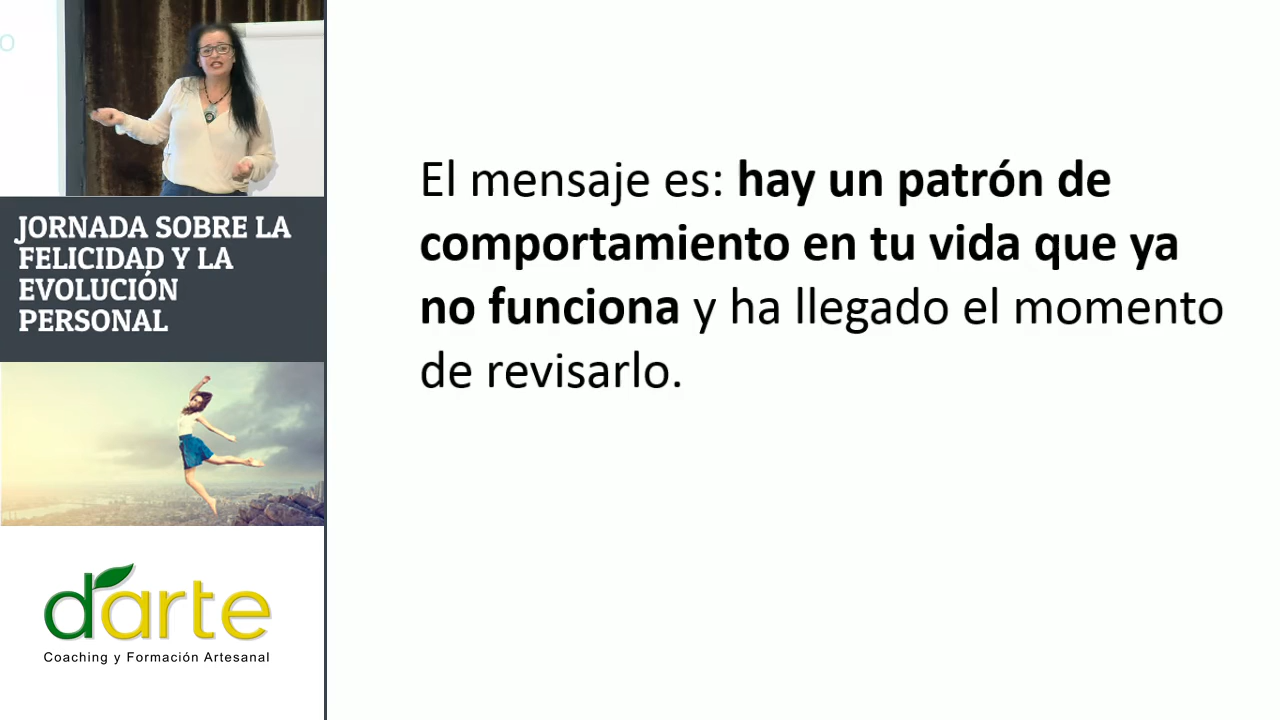 O
JORNADA SOBRE LA
FELICIDAD Y LA
EVOLUCIÓN
PERSONAL
d'arte
Coaching y Formación Artesanal
El mensaje es: hay un patrón de
comportamiento en tu vida que ya
no funciona y ha llegado el momento
de revisarlo.